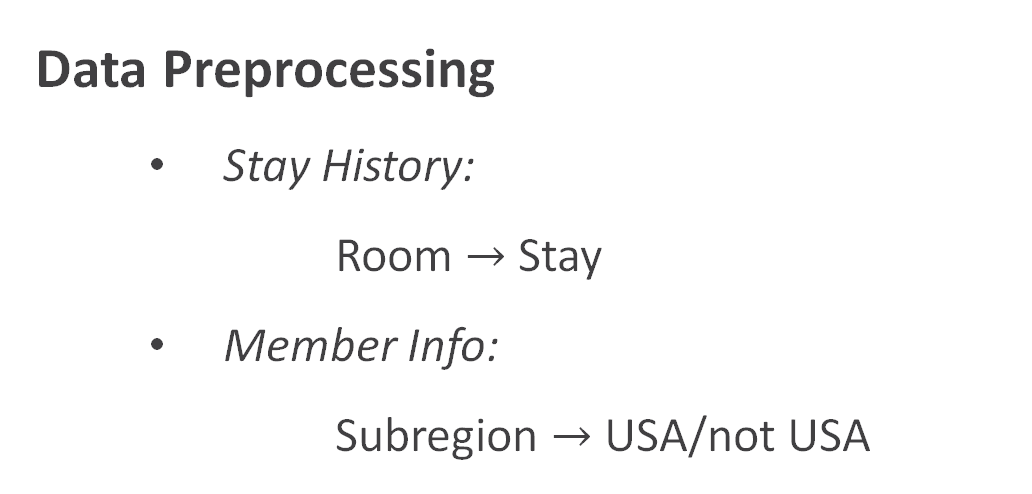 Data Preprocessing
• Stay History:
Room → Stay
• Member Info:
Subregion → USA/not USA